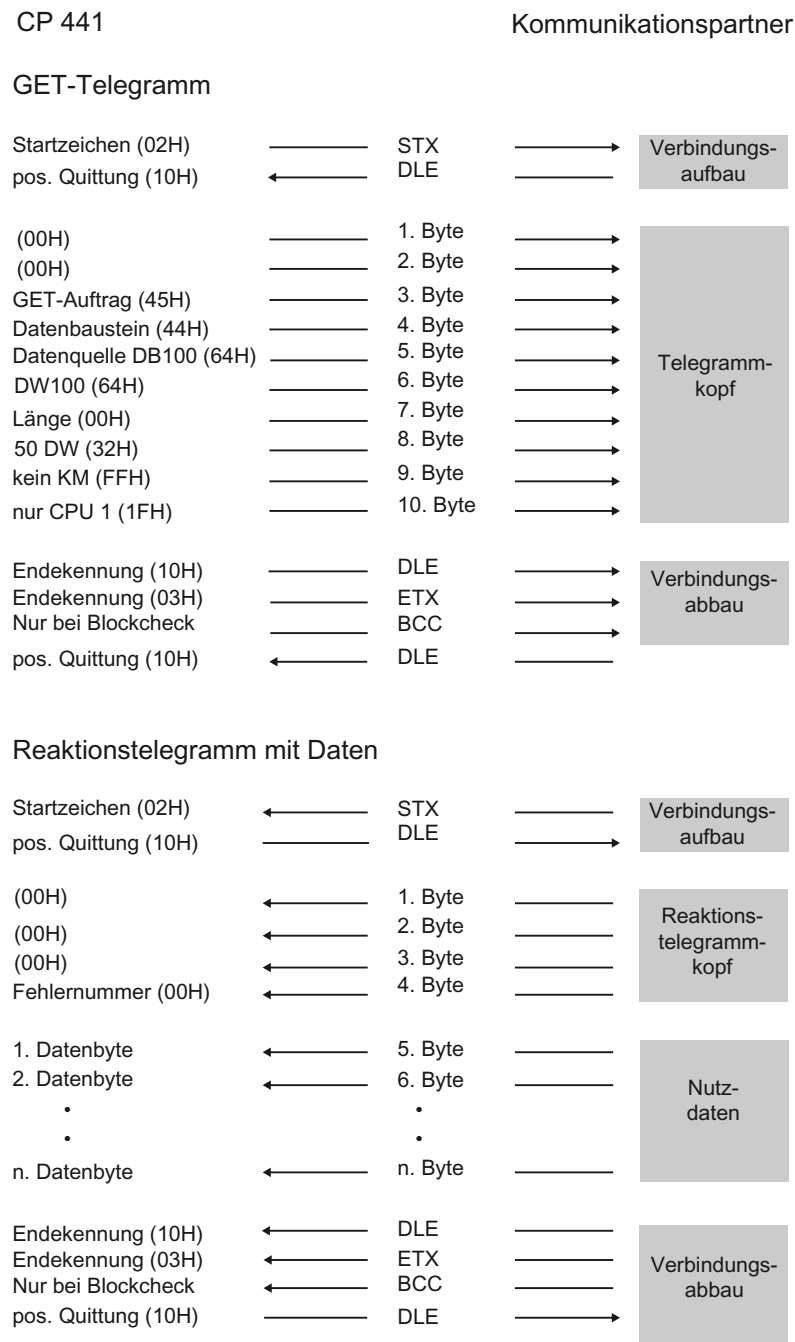 CP 441 Kommunikationspartner
GET-Telegramm
Startzeichen (02H) STX Verbindungs-
pos. Quittung (10H) DLE aufbau
(00H) 1. Byte
(00H) 2. Byte
GET-Auftrag (45H) 3. Byte
Datenbaustein (44H) 4. Byte
Datenquelle DB100 (64H) 5. Byte Telegramm-
DW100 (64H) 6. Byte kopf
Länge (00H) 7. Byte
50 DW (32H) 8. Byte
kein KM (FFH) 9. Byte
nur CPU 1 (1FH) 10. Byte
Endekennung (10H) DLE Verbindungs-
Endekennung (03H) ETX abbau
Nur bei Blockcheck BCC
pos. Quittung (10H) DLE
Reaktionstelegramm mit Daten
Startzeichen (02H) STX Verbindungs-
pos. Quittung (10H) DLE aufbau
(00H) 1. Byte Reaktions-
(00H) 2. Byte telegramm-
(00H) 3. Byte kopf
Fehlernummer (00H) 4. Byte
1. Datenbyte 5. Byte
2. Datenbyte 6. Byte Nutz-
• • daten
• •
n. Datenbyte n. Byte
Endekennung (10H) DLE
Endekennung (03H) ETX Verbindungs-
Nur bei Blockcheck BCC abbau
pos. Quittung (10H) DLE